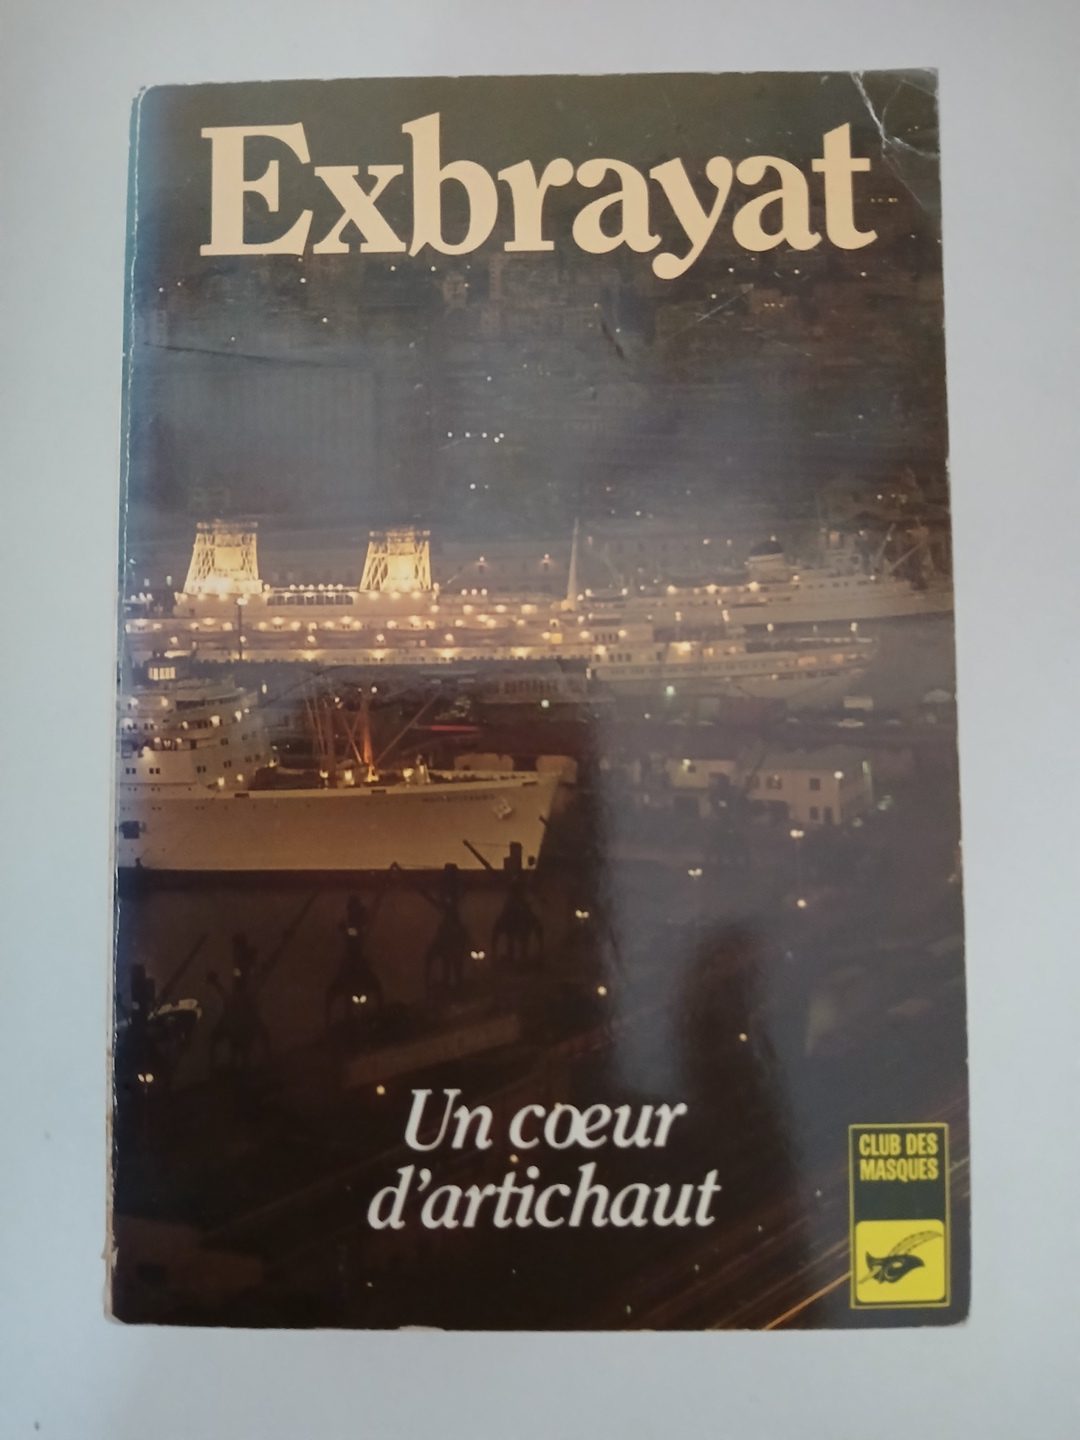 Exbrayat
Un cœur
d'artichaut
CLUB DES
MASQUES